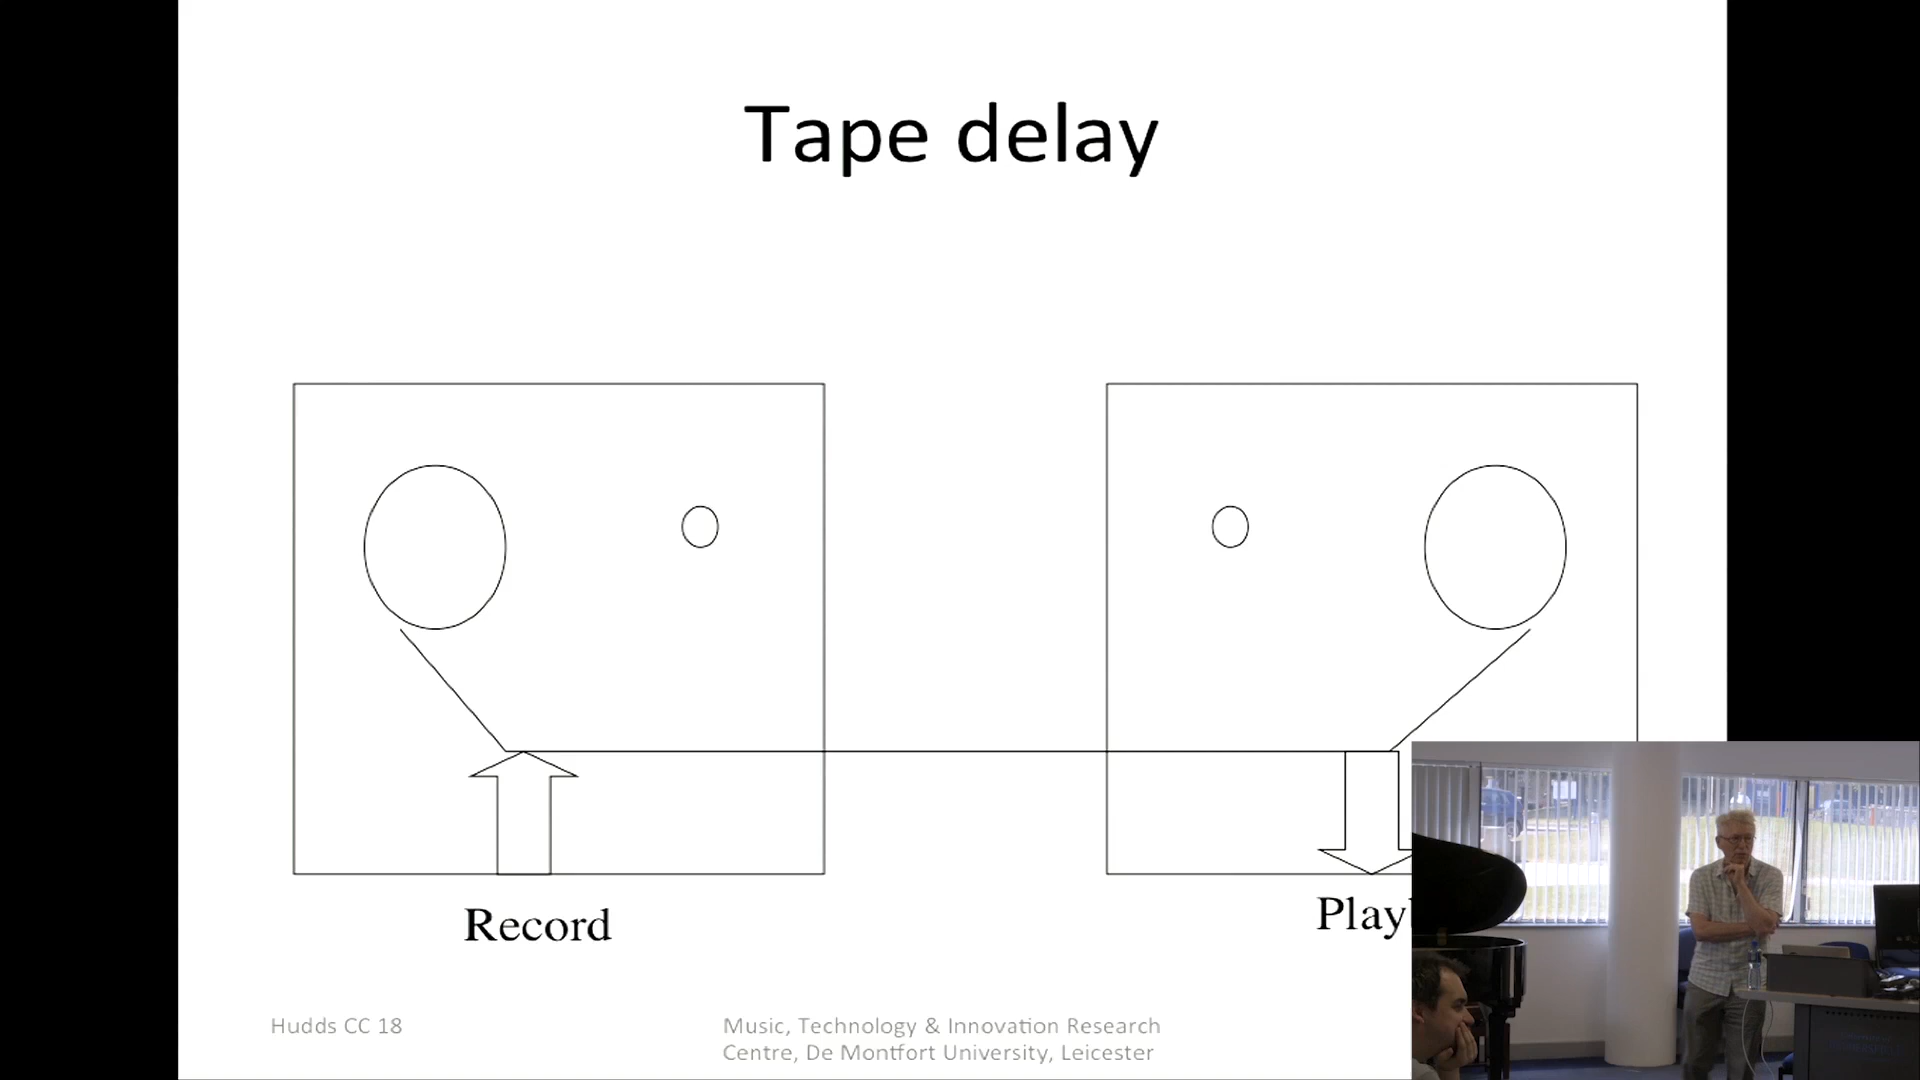 Tape delay
Record
Play
Hudds CC 18
Music, Technology & Innovation Research
Centre, De Montfort University, Leicester